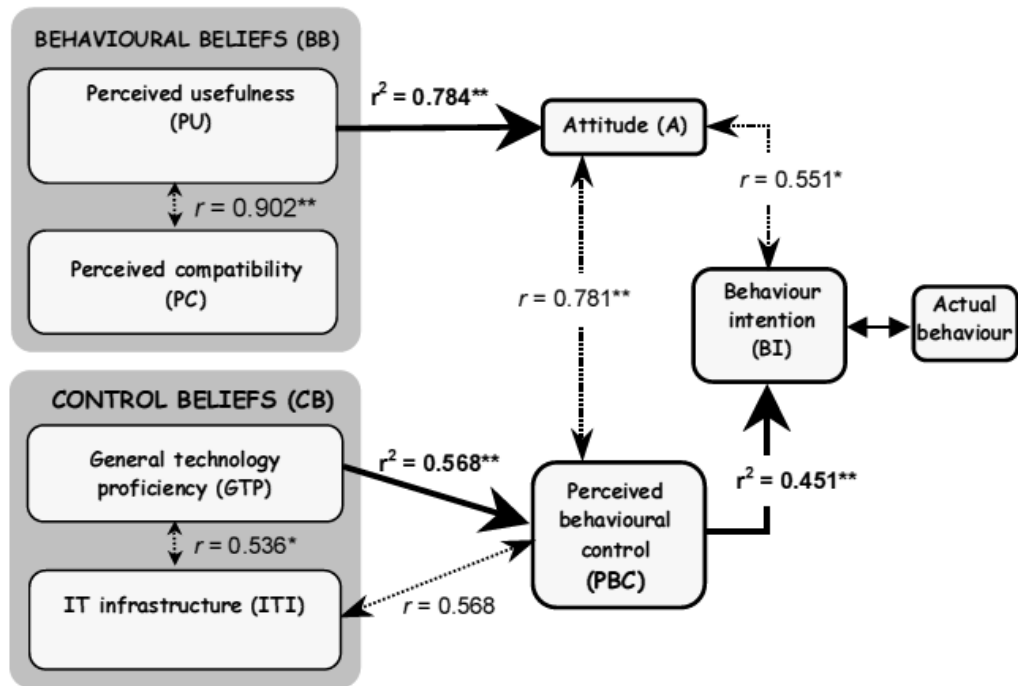 BEHAVIOURAL BELIEFS (BB)
Perceived usefulness
(PU)
r = 0.902**
Perceived compatibility
(PC)
r² = 0.784**
Attitude (A)
r = 0.551*
r = 0.781**
Behaviour
intention
(BI)
Actual
behaviour
CONTROL BELIEFS (CB)
General technology
proficiency (GTP)
r = 0.536*
IT infrastructure (ITI)
r² = 0.568**
r = 0.568
Perceived
behavioural
control
(PBC)
r² = 0.451**